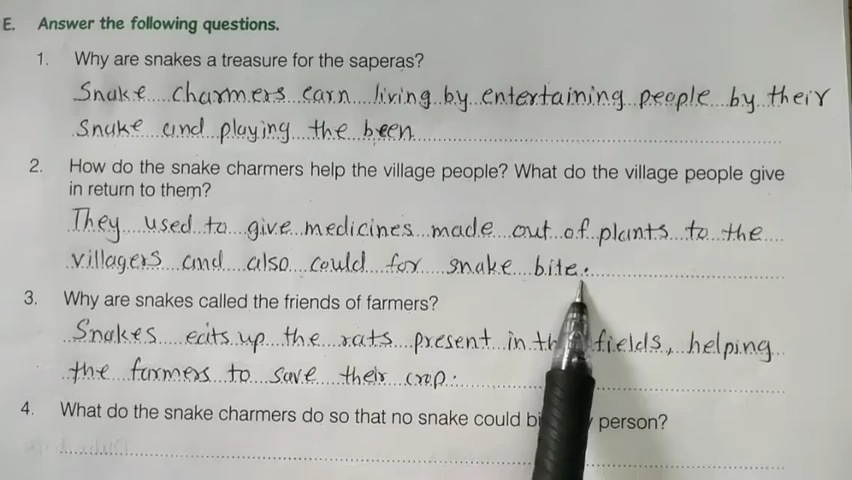 E. Answer the following questions.
1. Why are snakes a treasure for the saperas?
Snake charmers earn living by entertaining people by their
snake and playing the been
2. How do the snake charmers help the village people? What do the village people give
in return to them?
They used to give medicines made out of plants to the
villagers and also could for snake bite.
3. Why are snakes called the friends of farmers?
Snakes eats up the rats present in the fields, helping
the farmers to save their crop.
4. What do the snake charmers do so that no snake could person?